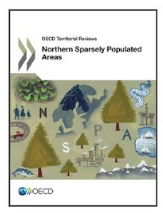 OECD Territorial Reviews
Northern Sparsely Populated
Areas
N
P
S
A
OECD